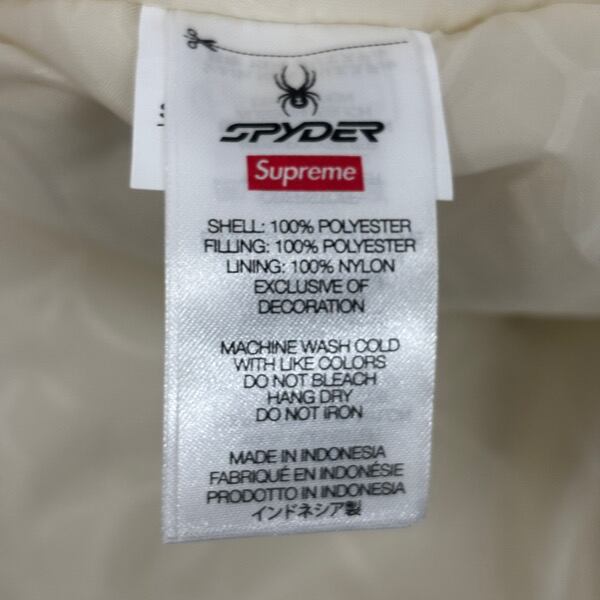 SPYDER
Supreme
SHELL: 100% POLYESTER
FILLING: 100% POLYESTER
LINING: 100% NYLON
EXCLUSIVE OF
DECORATION
MACHINE WASH COLD
WITH LIKE COLORS
DO NOT BLEACH
HANG DRY
DO NOT IRON
MADE IN INDONESIA
FABRIQUÉ EN INDONÉSIE
PRODOTTO IN INDONESIA
インドネシア製